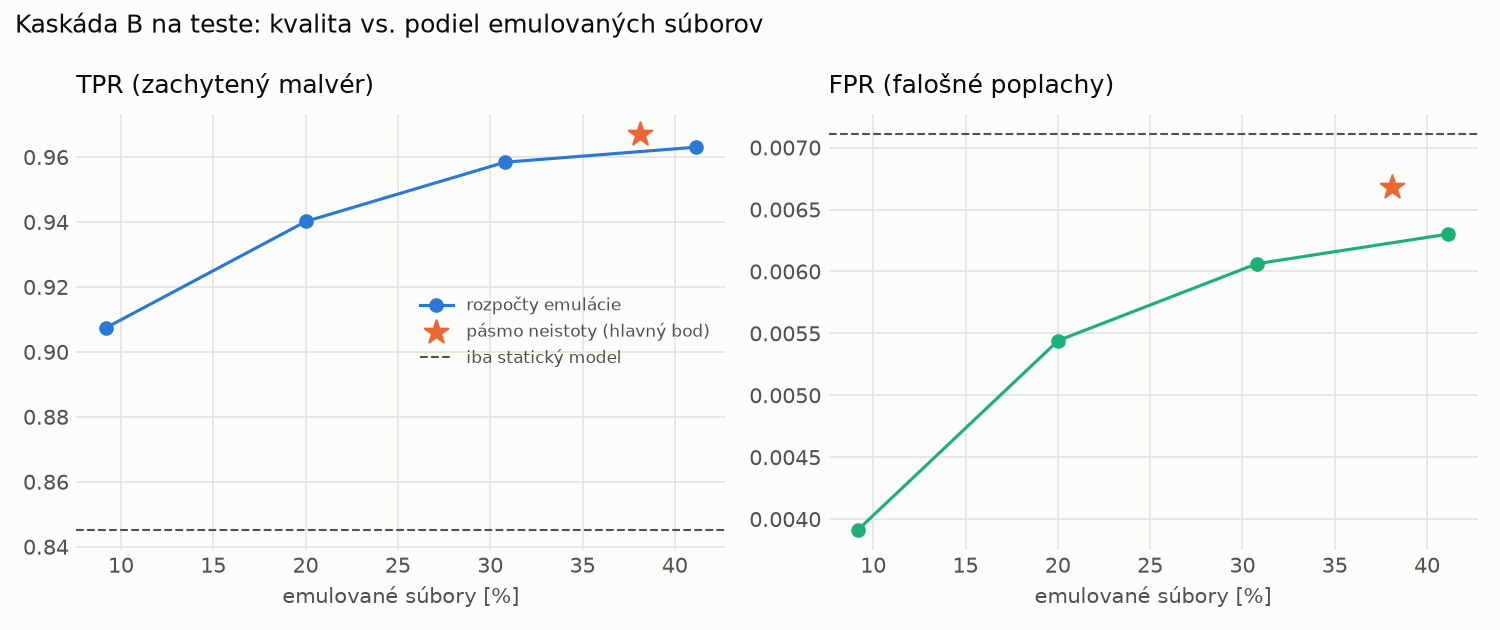 Kaskáda B na teste: kvalita vs. podiel emulovaných súborov
TPR (zachytený malvér)
0.96
0.94
0.92
0.90
0.88
0.86
0.84
rozpočty emulácie
pásmo neistoty (hlavný bod)
iba statický model
10 15 20 25 30 35 40
emulované súbory [%]
FPR (falošné poplachy)
0.0070
0.0065
0.0060
0.0055
0.0050
0.0045
0.0040
10 15 20 25 30 35 40
emulované súbory [%]